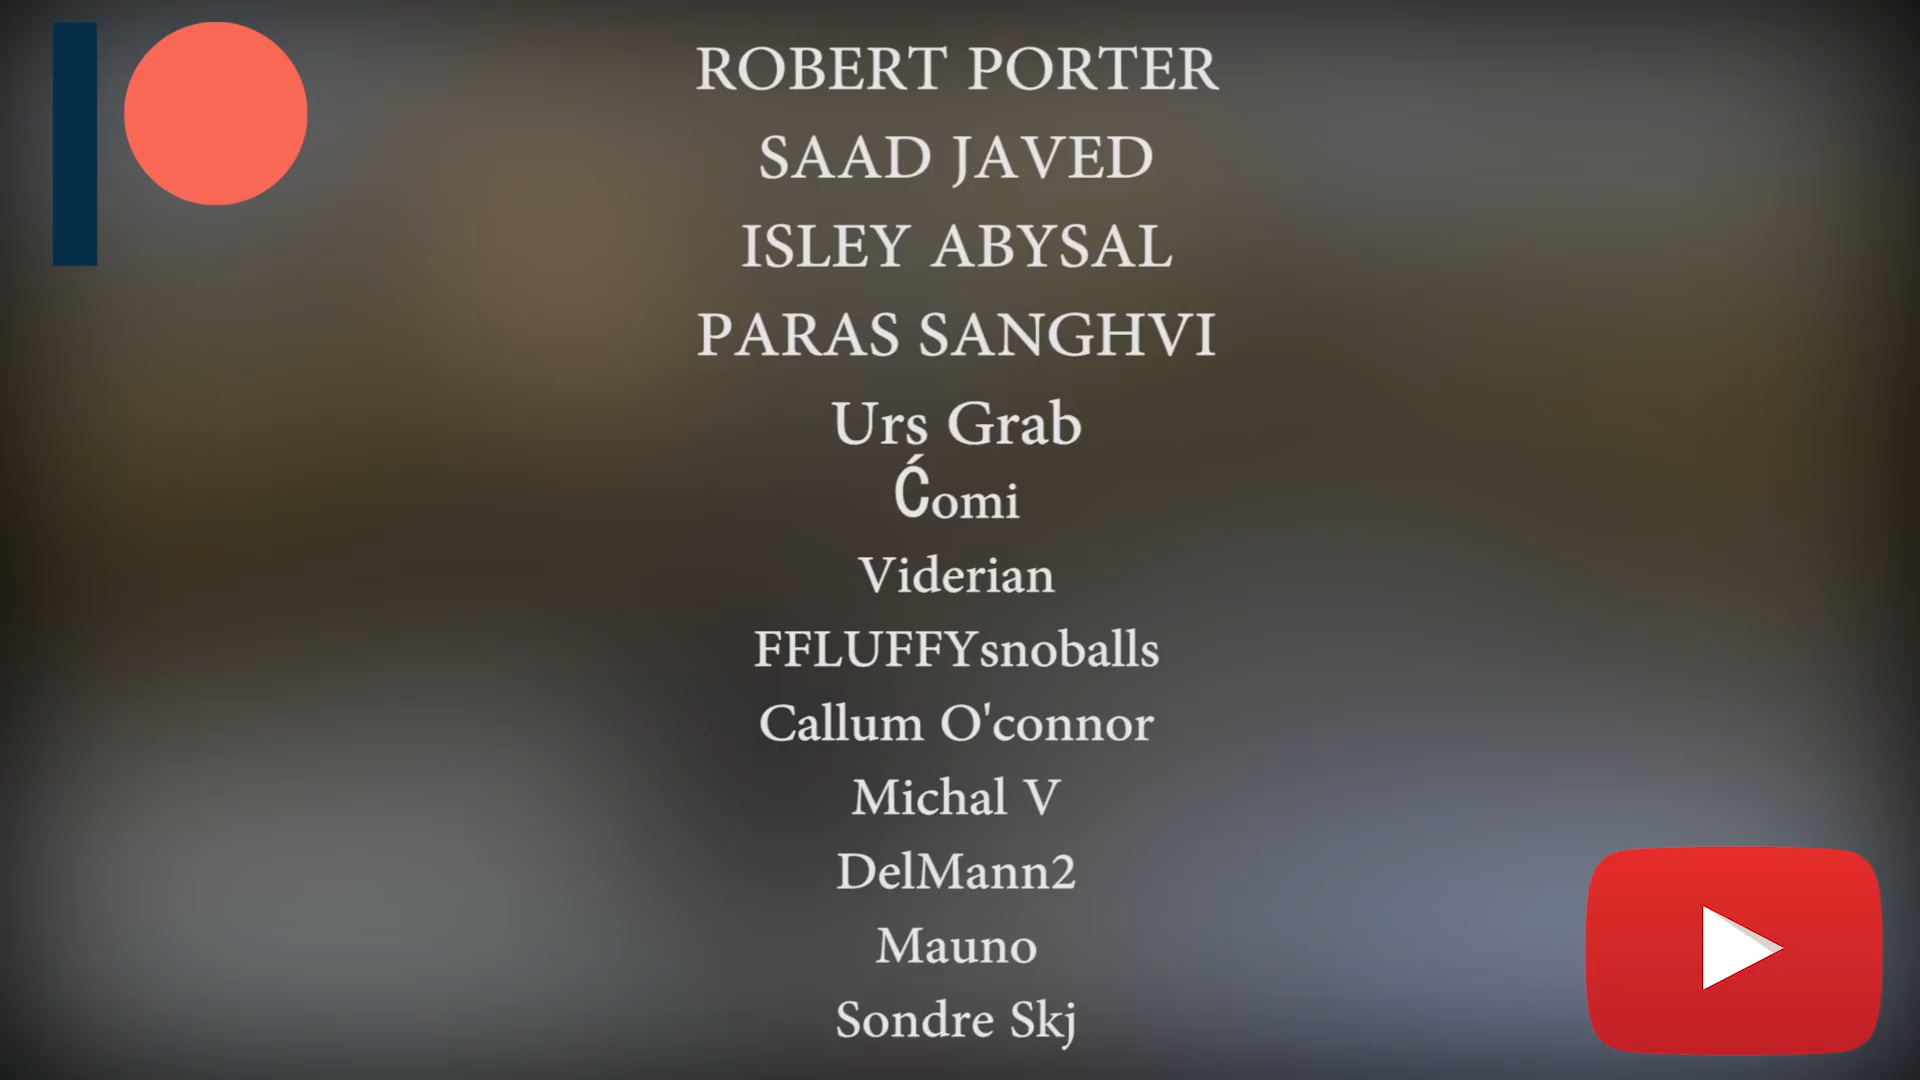 ROBERT PORTER
SAAD JAVED
ISLEY ABYSAL
PARAS SANGHVI
Urs Grab
Ćomi
Viderian
FFLUFFYsnoballs
Callum O'connor
Michal V
DelMann2
Mauno
Sondre Skj